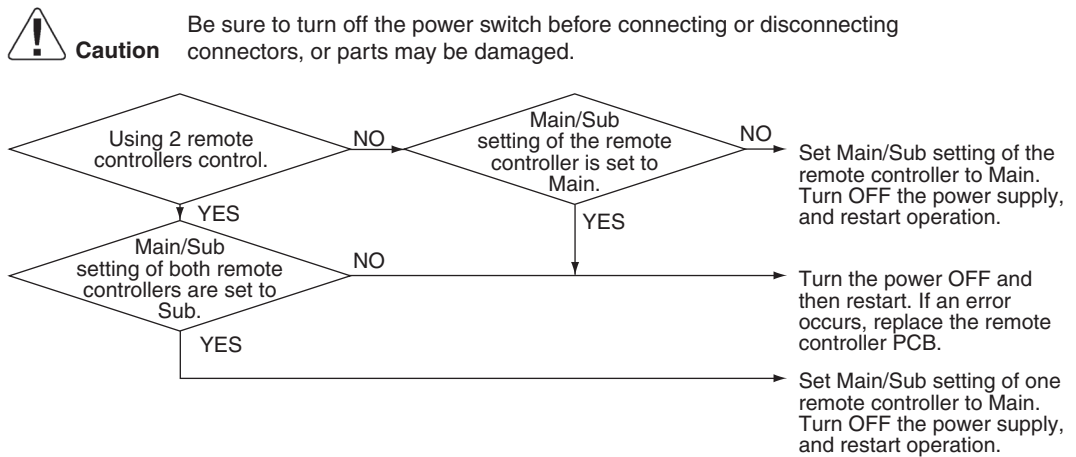 Caution
Be sure to turn off the power switch before connecting or disconnecting
connectors, or parts may be damaged.
Using 2 remote
controllers control.
NO
Main/Sub
setting of the remote
controller is set to
Main.
NO
Set Main/Sub setting of the
remote controller to Main.
Turn OFF the power supply,
and restart operation.
YES
YES
Main/Sub
setting of both remote
controllers are set to
Sub.
NO
Turn the power OFF and
then restart. If an error
occurs, replace the remote
controller PCB.
YES
Set Main/Sub setting of one
remote controller to Main.
Turn OFF the power supply,
and restart operation.